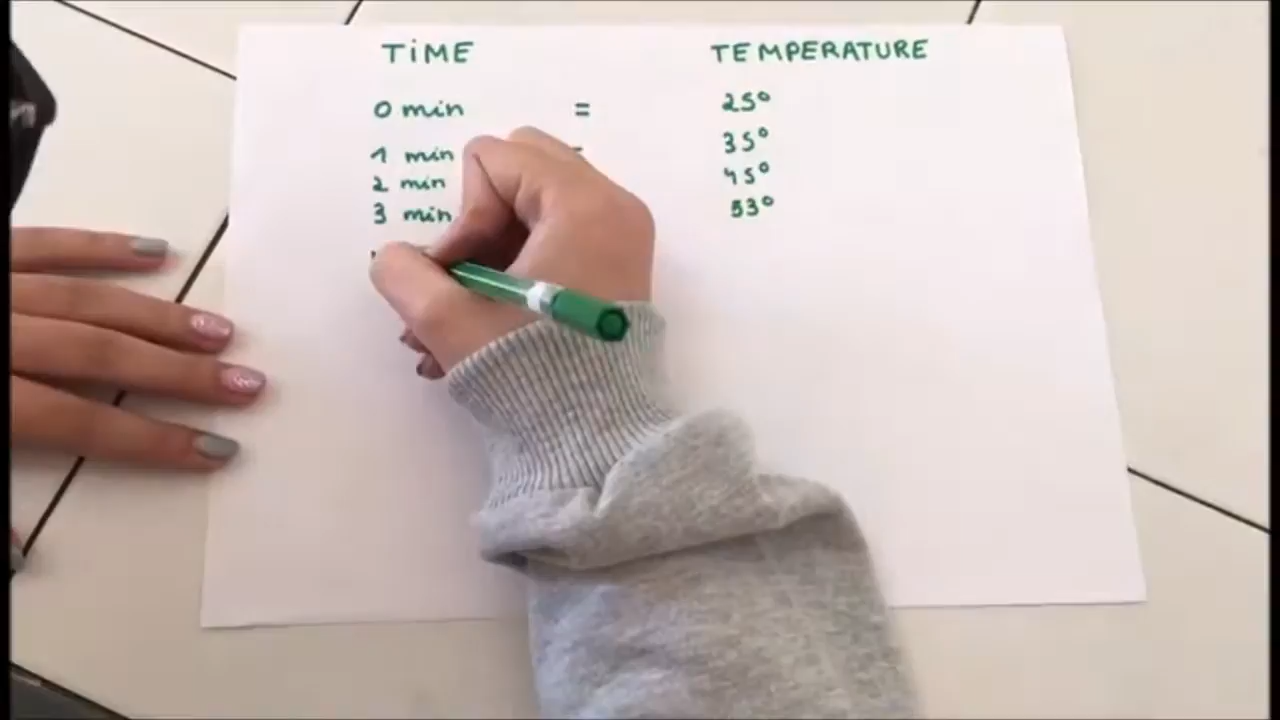 TiME TEMPERATURE
0 min = 25°
1 min 35°
2 min 45°
3 min 53°